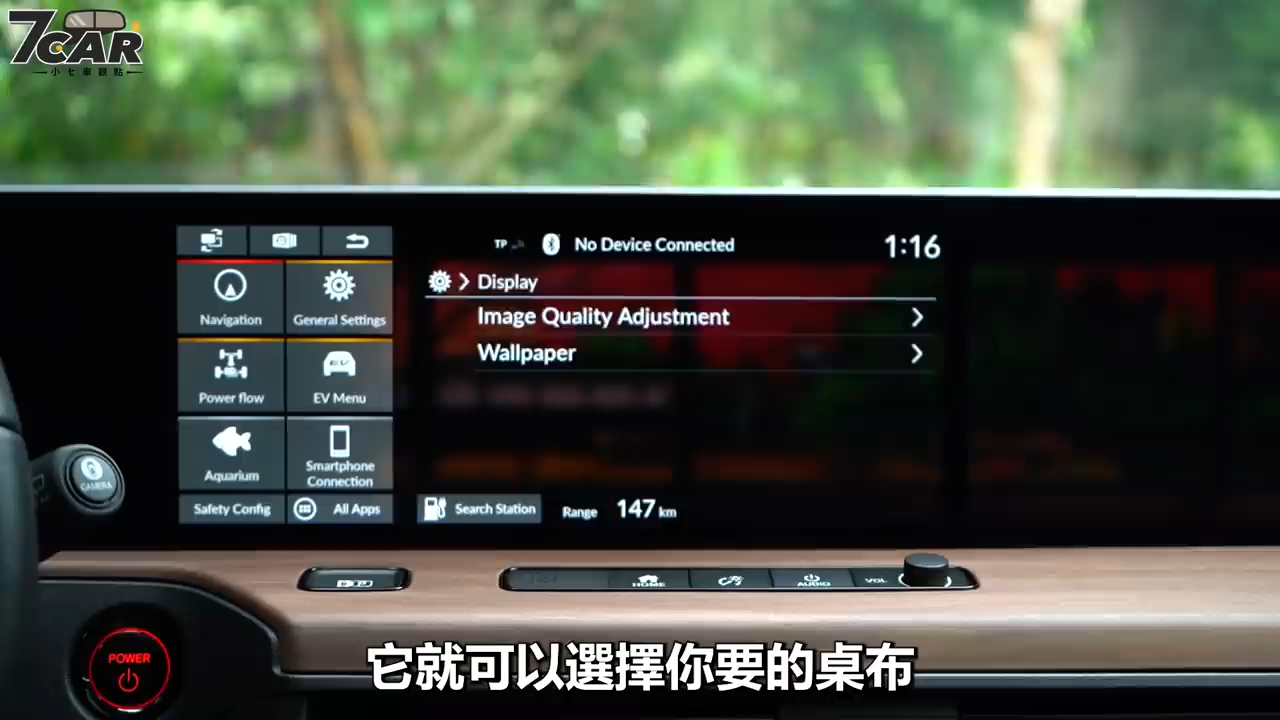 7CAR
小七車觀點
TP
No Device Connected
1:16
Display
Image Quality Adjustment
Wallpaper
Navigation
General Settings
Power flow
EV
EV Menu
Aquarium
Smartphone
Connection
Safety Config
All Apps
Search Station
Range 147 km
CAMERA
HOME
AUDIO
VOL
POWER
它就可以選擇你要的桌布